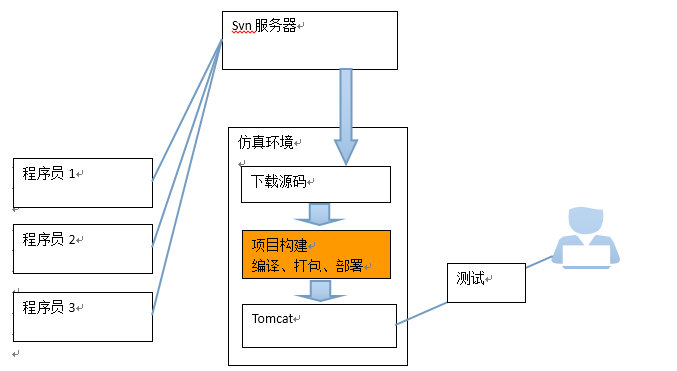 Svn 服务器
仿真环境
下载源码
程序员 1
程序员 2
项目构建
编译、打包、部署
测试
程序员 3
Tomcat